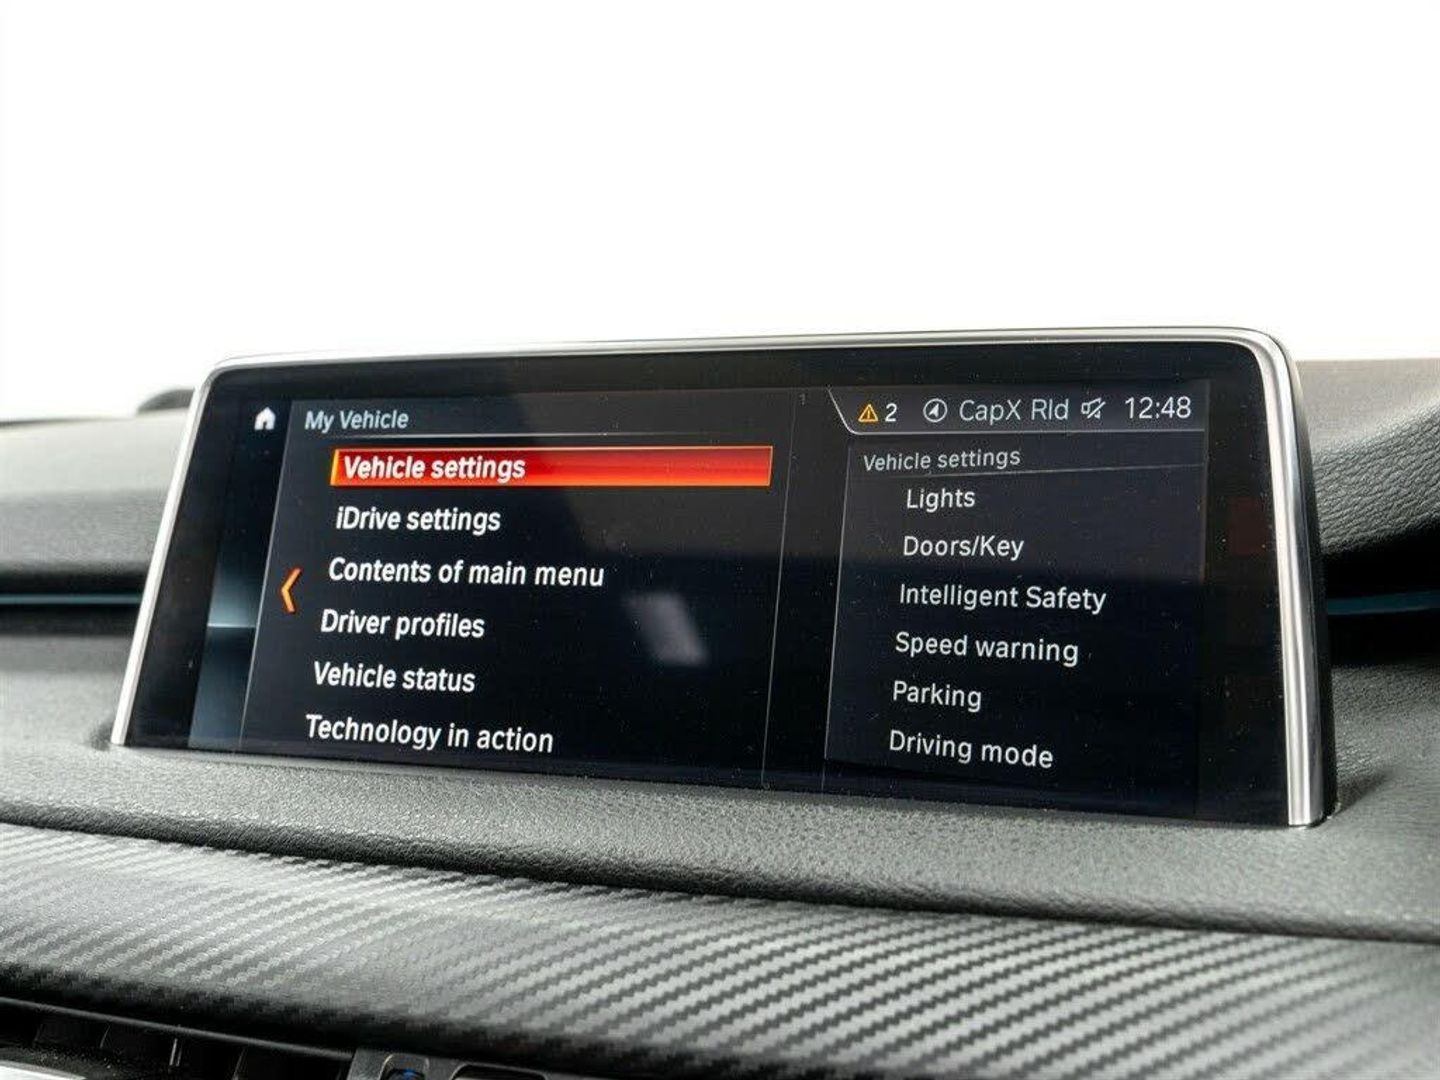 My Vehicle
Vehicle settings
iDrive settings
Contents of main menu
Driver profiles
Vehicle status
Technology in action
2 CapX Rld 12:48
Vehicle settings
Lights
Doors/Key
Intelligent Safety
Speed warning
Parking
Driving mode